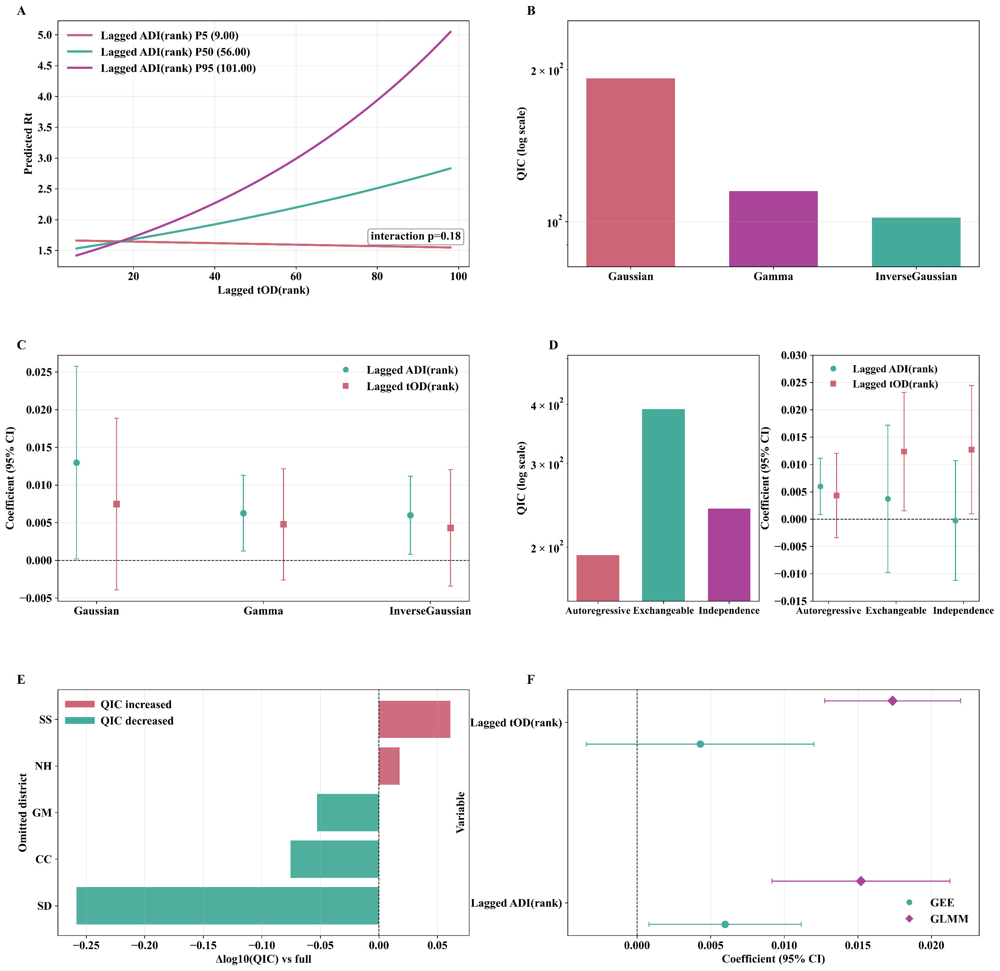 A
Lagged ADI(rank) P5 (9.00)
Lagged ADI(rank) P50 (56.00)
Lagged ADI(rank) P95 (101.00)
interaction p=0.18
Predicted Rt
5.0
4.5
4.0
3.5
3.0
2.5
2.0
1.5
20 40 60 80 100
Lagged tOD(rank)
B
QIC (log scale)
2 × 10²
10²
Gaussian Gamma InverseGaussian
C
Lagged ADI(rank)
Lagged tOD(rank)
Coefficient (95% CI)
0.025
0.020
0.015
0.010
0.005
0.000
−0.005
Gaussian Gamma InverseGaussian
D
QIC (log scale)
4 × 10²
3 × 10²
2 × 10²
Autoregressive Exchangeable Independence
Lagged ADI(rank)
Lagged tOD(rank)
Coefficient (95% CI)
0.030
0.025
0.020
0.015
0.010
0.005
0.000
−0.005
−0.010
−0.015
Autoregressive Exchangeable Independence
E
QIC increased
QIC decreased
Omitted district
SS
NH
GM
CC
SD
−0.25 −0.20 −0.15 −0.10 −0.05 0.00 0.05
Δlog10(QIC) vs full
F
Variable
Lagged tOD(rank)
Lagged ADI(rank)
GEE
GLMM
0.000 0.005 0.010 0.015 0.020
Coefficient (95% CI)